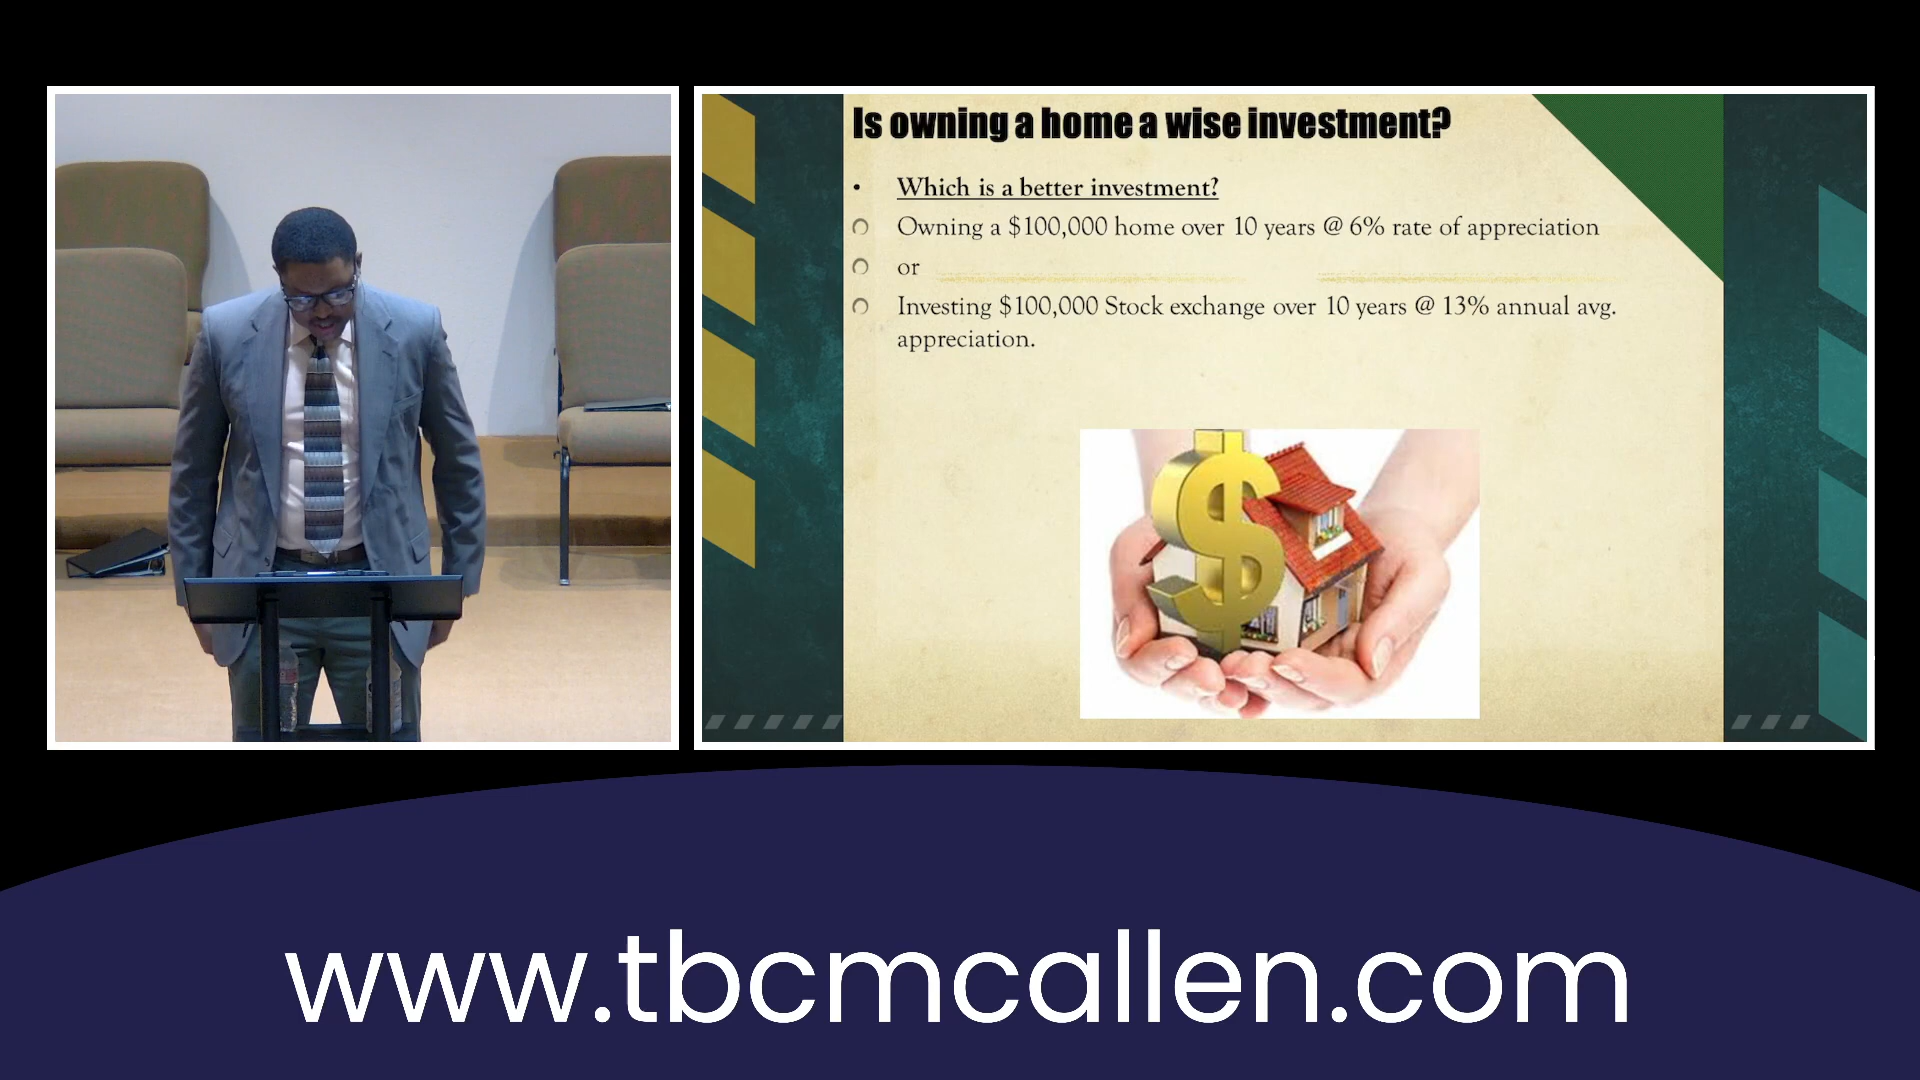 Is owning a home a wise investment?
• Which is a better investment?
Owning a $100,000 home over 10 years @ 6% rate of appreciation
or
Investing $100,000 Stock exchange over 10 years @ 13% annual avg.
appreciation.
$
www.tbcmcallen.com